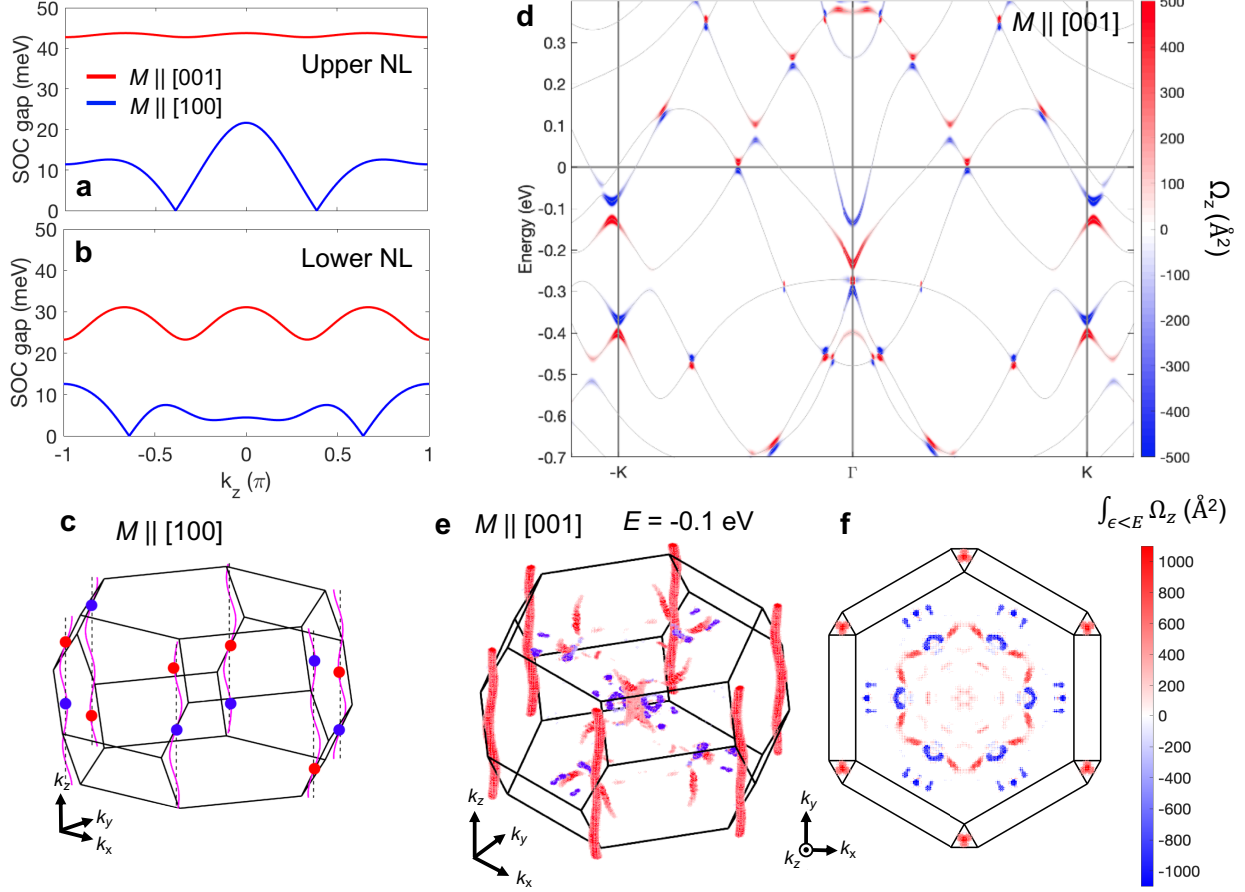 a
SOC gap (meV)
50
40
30
20
10
0
M || [001]
M || [100]
Upper NL
b
SOC gap (meV)
50
40
30
20
10
0
Lower NL
-1
-0.5
0
0.5
1
k_z (π)
c
M || [100]
k_z
k_y
k_x
d
M || [001]
Energy (eV)
0.3
0.2
0.1
0
-0.1
-0.2
-0.3
-0.4
-0.5
-0.6
-0.7
-K
Γ
K
500
400
300
200
100
0
-100
-200
-300
-400
-500
Ω_z (Å²)
e
M || [001]
E = -0.1 eV
k_z
k_y
k_x
f
∫_{ϵ<E} Ω_z (Å²)
k_y
k_z
k_x
1000
800
600
400
200
0
-200
-400
-600
-800
-1000